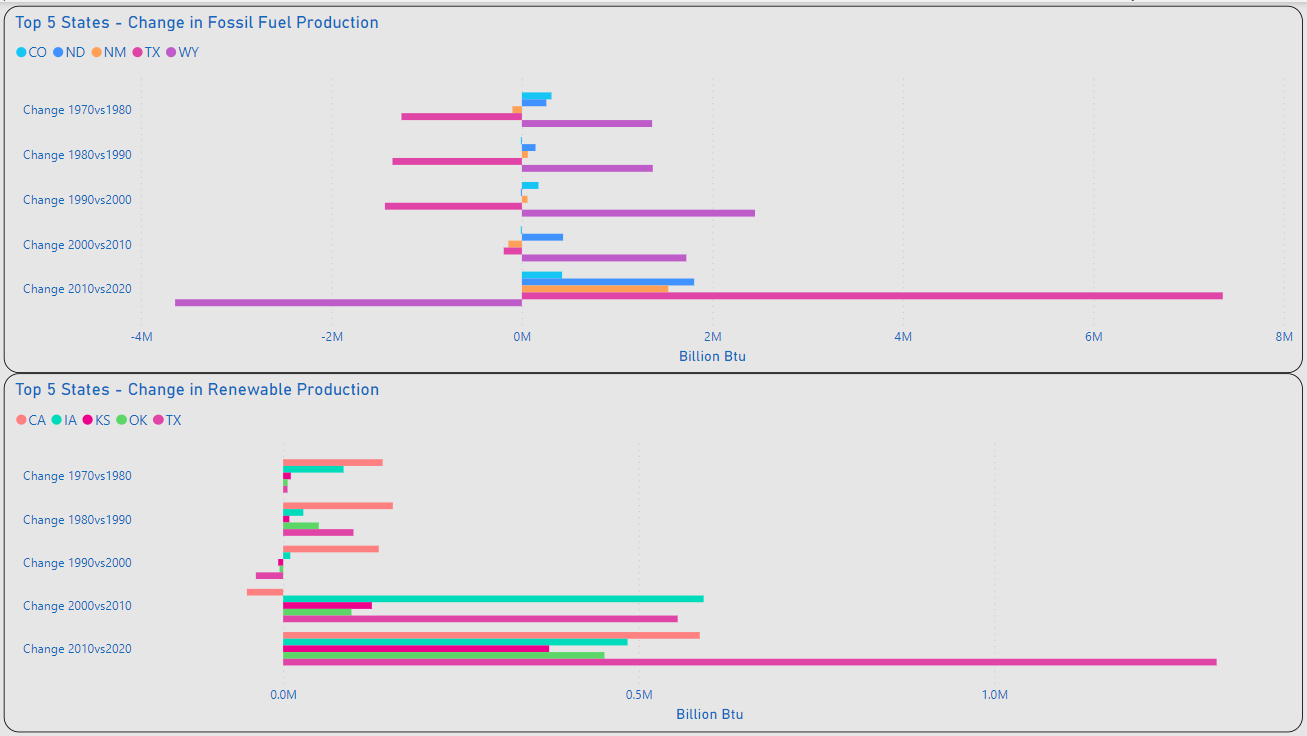 Top 5 States - Change in Fossil Fuel Production
CO ND NM TX WY
Change 1970vs1980
Change 1980vs1990
Change 1990vs2000
Change 2000vs2010
Change 2010vs2020
-4M -2M 0M 2M 4M 6M 8M
Billion Btu
Top 5 States - Change in Renewable Production
CA IA KS OK TX
Change 1970vs1980
Change 1980vs1990
Change 1990vs2000
Change 2000vs2010
Change 2010vs2020
0.0M 0.5M 1.0M
Billion Btu